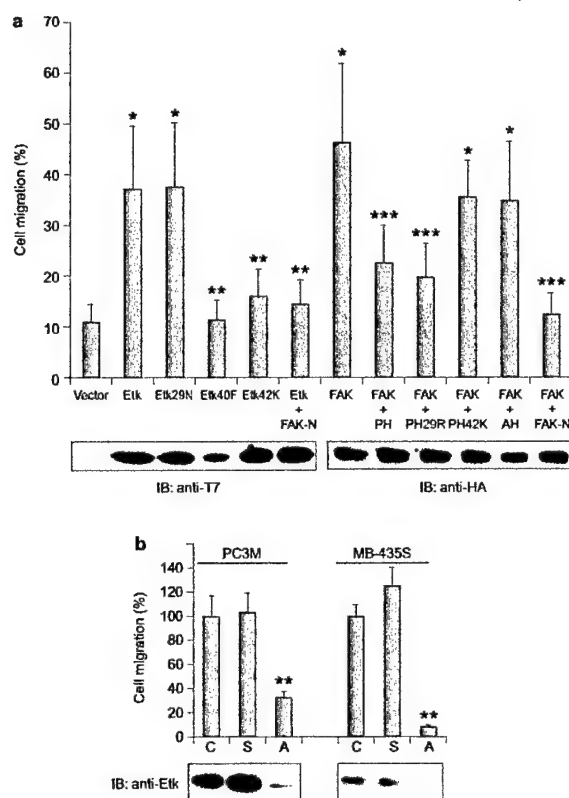 a
70
60
50
40
30
20
10
0
Cell migration (%)
* * ** ** ** * *** *** * * ***
Vector Etk Etk29N Etk40F Etk42K Etk FAK FAK FAK FAK FAK FAK
+ + + + + +
FAK-N PH PH29R PH42K AH FAK-N
IB: anti-T7 IB: anti-HA
b
PC3M MB-435S
140
120
100
80
60
40
20
0
Cell migration (%)
** **
C S A C S A
IB: anti-Etk